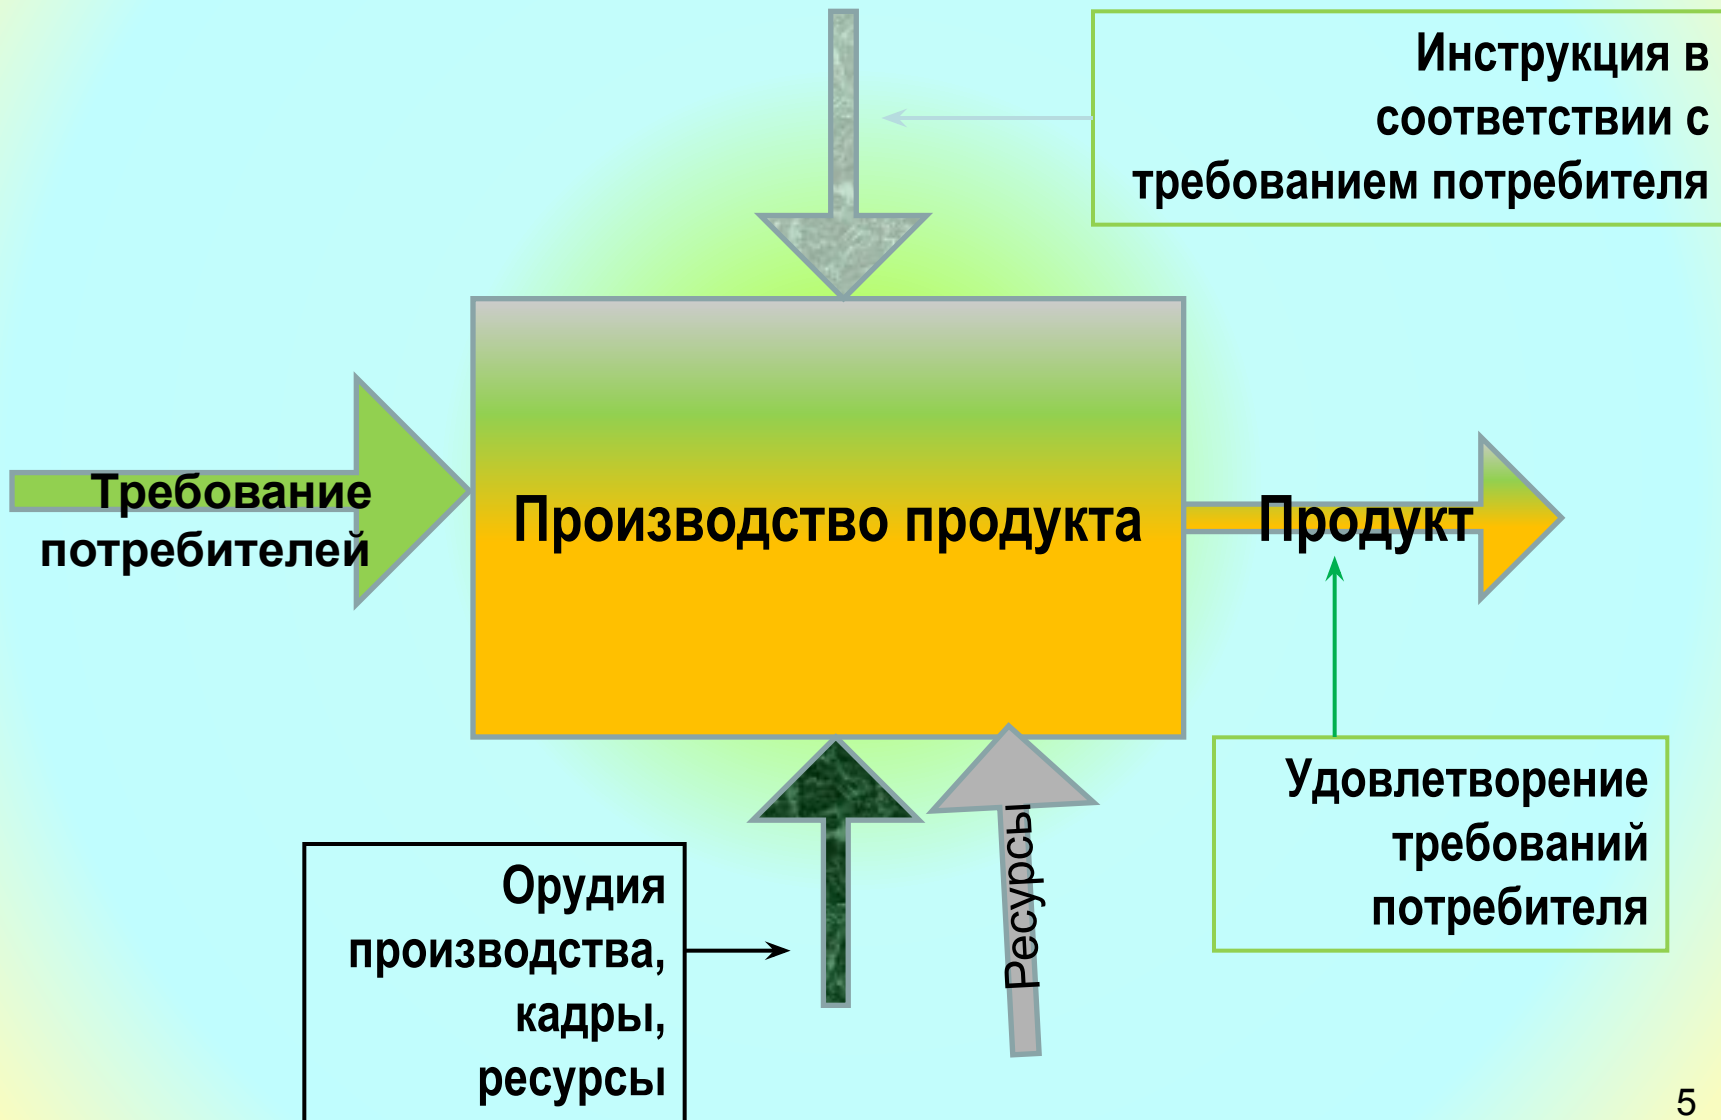 Инструкция в
соответствии с
требованием потребителя
Требование
потребителей
Производство продукта
Продукт
Удовлетворение
требований
потребителя
Орудия
производства,
кадры,
ресурсы
Ресурсы
5